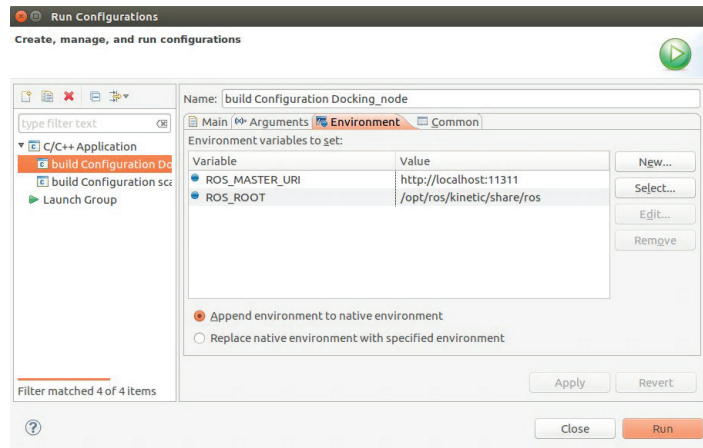 Run Configurations
Create, manage, and run configurations
Name: build Configuration Docking_node
type filter text
Main Arguments Environment Common
Environment variables to set:
C/C++ Application
build Configuration Do
build Configuration sca
Launch Group
Variable Value
ROS_MASTER_URI http://localhost:11311
ROS_ROOT /opt/ros/kinetic/share/ros
New...
Select...
Edit...
Remove
Append environment to native environment
Replace native environment with specified environment
Filter matched 4 of 4 items
Apply Revert
? Close Run